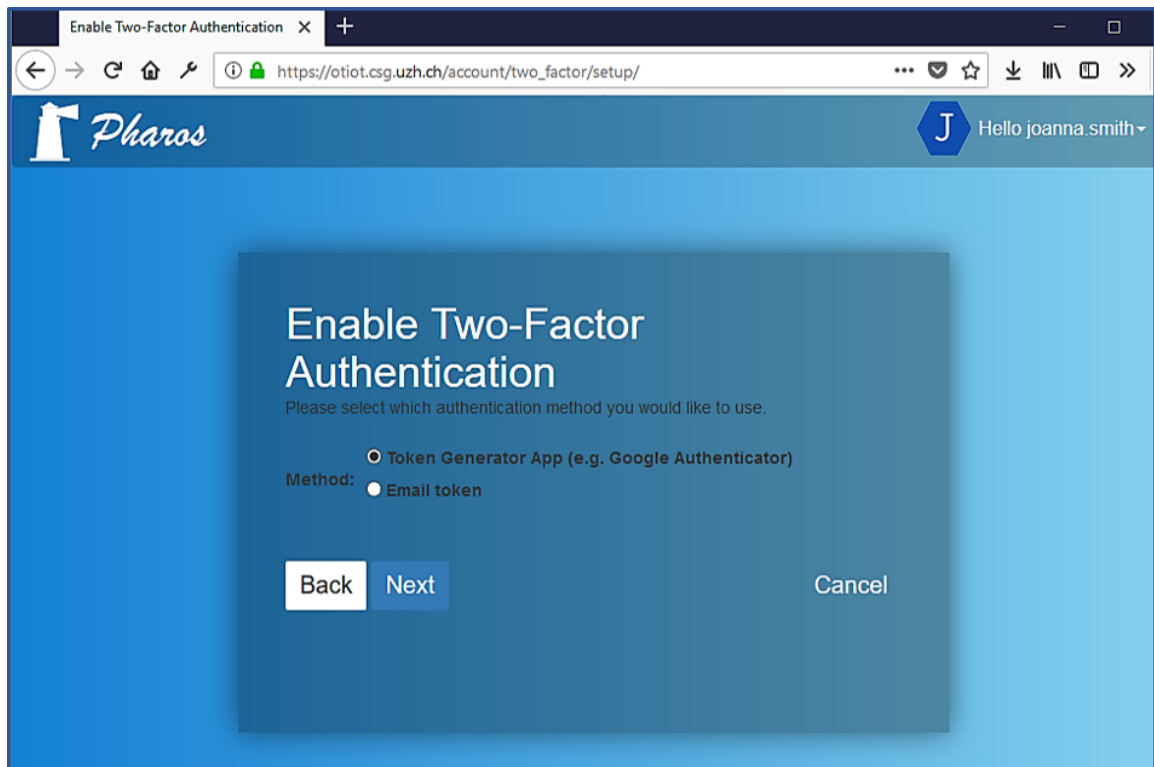 Enable Two-Factor Authentication
https://otiot.csg.uzh.ch/account/two_factor/setup/
Pharos
J
Hello joanna.smith
Enable Two-Factor
Authentication
Please select which authentication method you would like to use.
Method:
Token Generator App (e.g. Google Authenticator)
Email token
Back Next Cancel